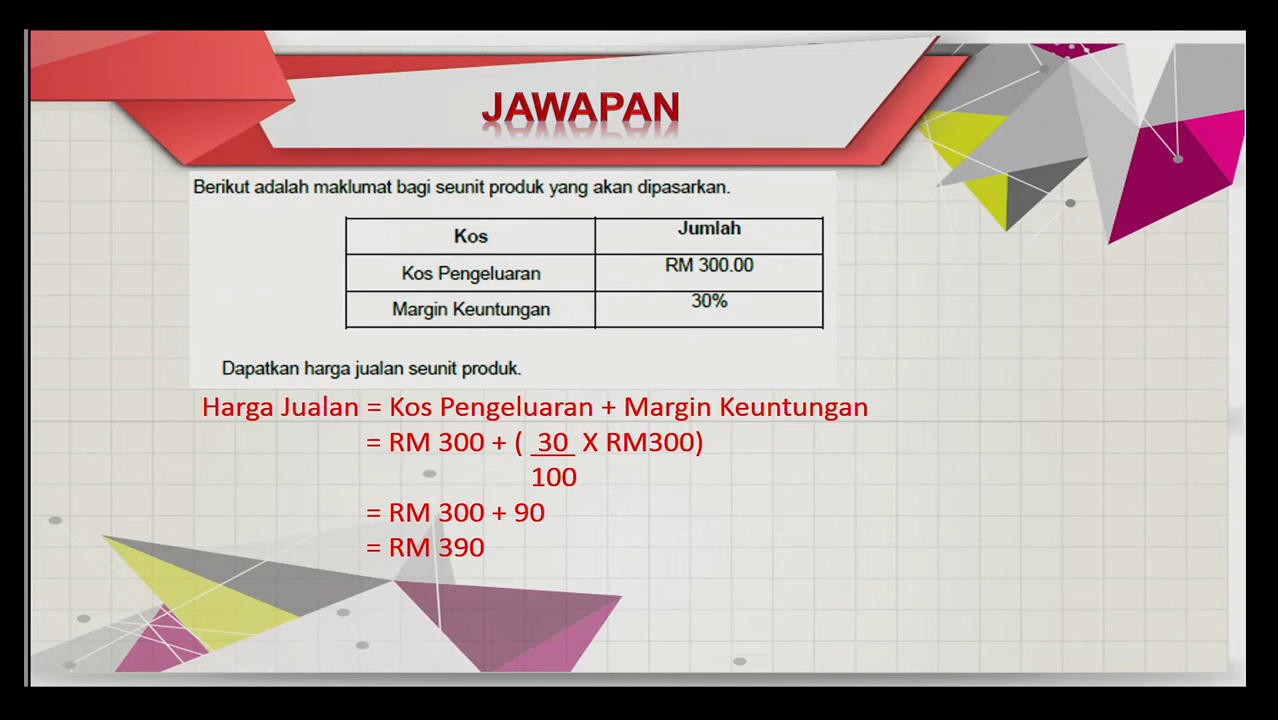 JAWAPAN
Berikut adalah maklumat bagi seunit produk yang akan dipasarkan.
Kos Jumlah
Kos Pengeluaran RM 300.00
Margin Keuntungan 30%
Dapatkan harga jualan seunit produk.
Harga Jualan = Kos Pengeluaran + Margin Keuntungan
= RM 300 + ( 30 X RM300)
100
= RM 300 + 90
= RM 390